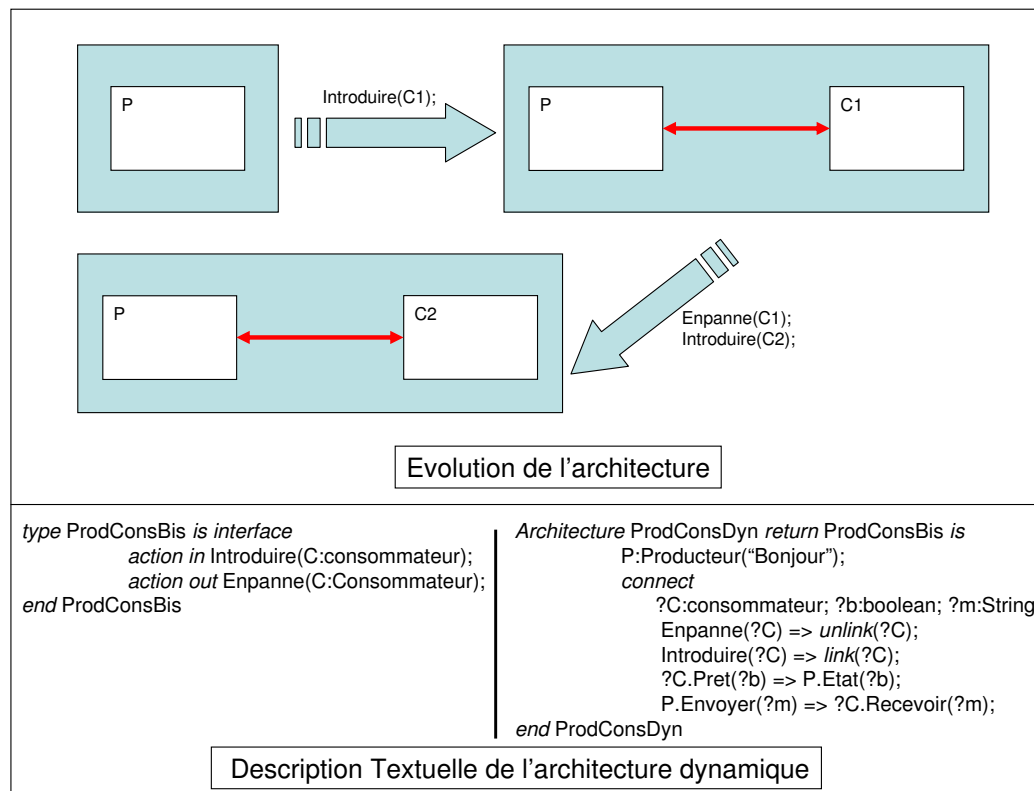 P
Introduire(C1);
P
C1
P
C2
Enpanne(C1);
Introduire(C2);
Evolution de l’architecture
type ProdConsBis is interface
action in Introduire(C:consommateur);
action out Enpanne(C:Consommateur);
end ProdConsBis
Architecture ProdConsDyn return ProdConsBis is
P:Producteur(“Bonjour”);
connect
?C:consommateur; ?b:boolean; ?m:String
Enpanne(?C) => unlink(?C);
Introduire(?C) => link(?C);
?C.Pret(?b) => P.Etat(?b);
P.Envoyer(?m) => ?C.Recevoir(?m);
end ProdConsDyn
Description Textuelle de l’architecture dynamique